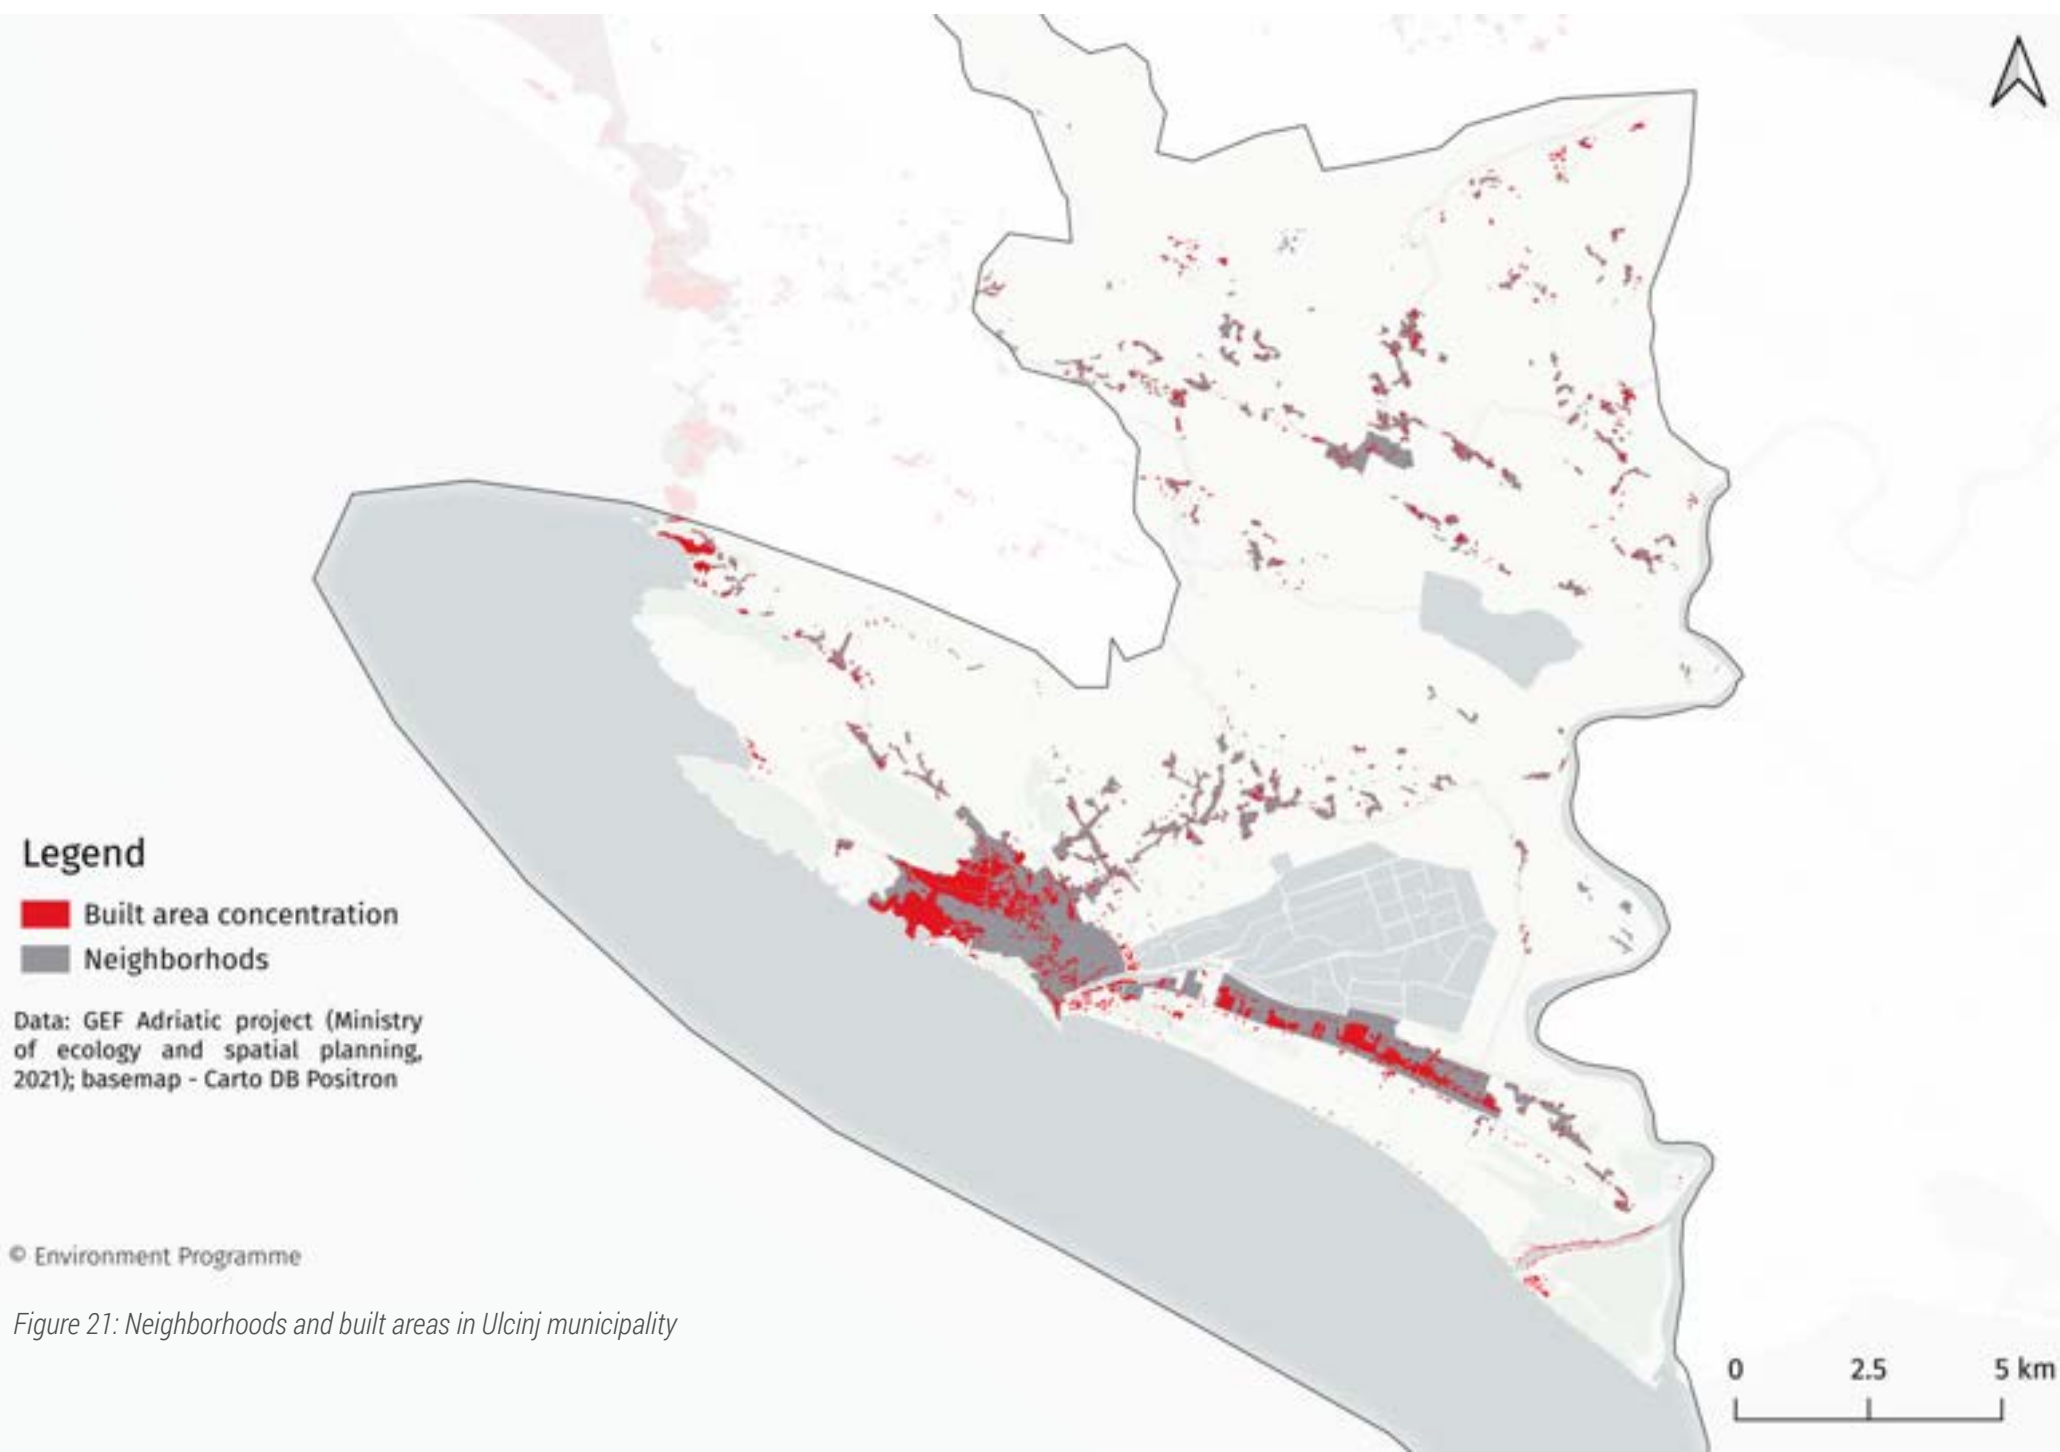 Legend
Built area concentration
Neighborhods
Data: GEF Adriatic project (Ministry
of ecology and spatial planning,
2021); basemap - Carto DB Positron
© Environment Programme
Figure 21: Neighborhoods and built areas in Ulcinj municipality
0 2.5 5 km